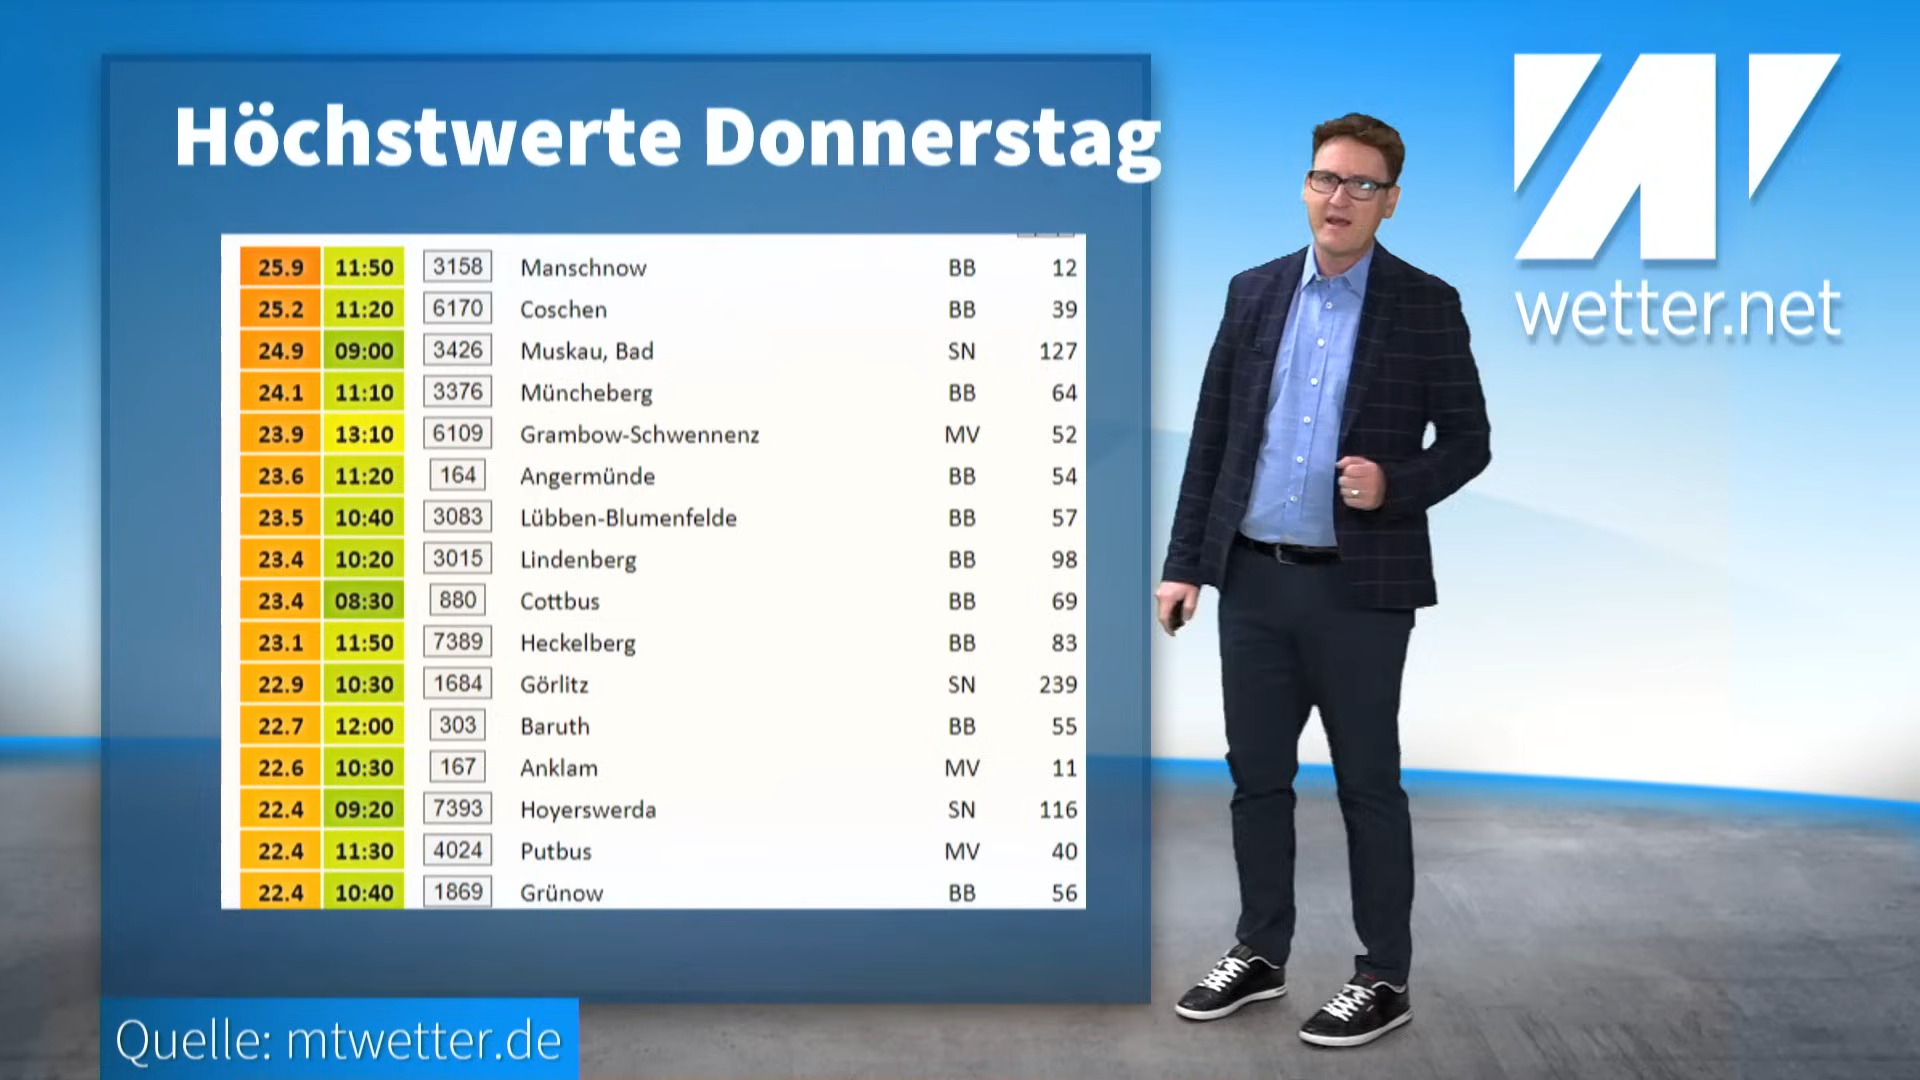 Höchstwerte Donnerstag
25.9 11:50 3158 Manschnow BB 12
25.2 11:20 6170 Coschen BB 39
24.9 09:00 3426 Muskau, Bad SN 127
24.1 11:10 3376 Müncheberg BB 64
23.9 13:10 6109 Grambow-Schwennenz MV 52
23.6 11:20 164 Angermünde BB 54
23.5 10:40 3083 Lübben-Blumenfelde BB 57
23.4 10:20 3015 Lindenberg BB 98
23.4 08:30 880 Cottbus BB 69
23.1 11:50 7389 Heckelberg BB 83
22.9 10:30 1684 Görlitz SN 239
22.7 12:00 303 Baruth BB 55
22.6 10:30 167 Anklam MV 11
22.4 09:20 7393 Hoyerswerda SN 116
22.4 11:30 4024 Putbus MV 40
22.4 10:40 1869 Grünow BB 56
Quelle: mtwetter.de
wetter.net